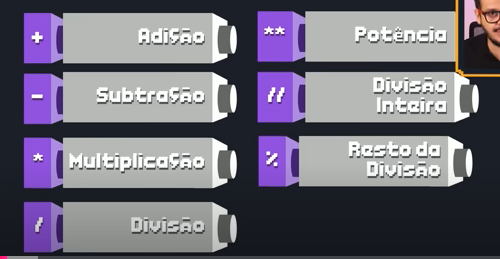 + Adição
- Subtração
* Multiplicação
/ Divisão
** Potência
// Divisão
Inteira
% Resto da
Divisão